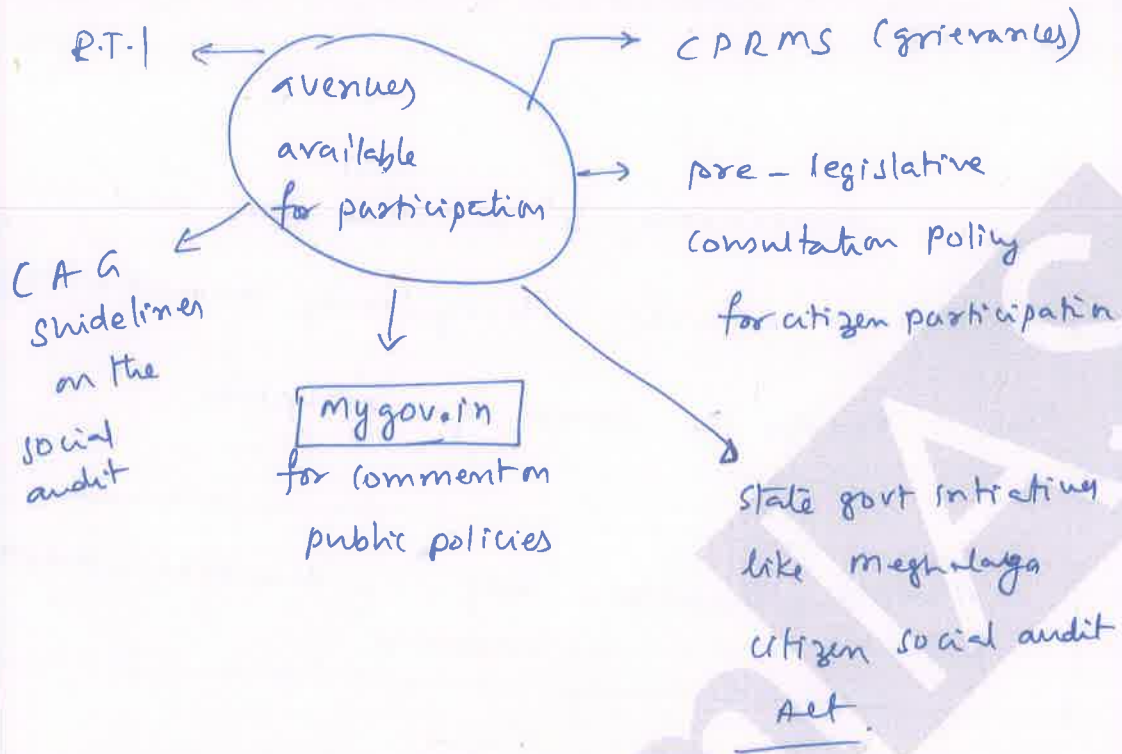 R.T.I
avenues
available
for participation
CPRMS (grievances)
pre-legislative
consultation policy
for citizen participation
CAG
guidelines
on the
social
audit
mygov.in
for comment on
public policies
state govt intiatives
like meghalaya
citizen social audit
Act.